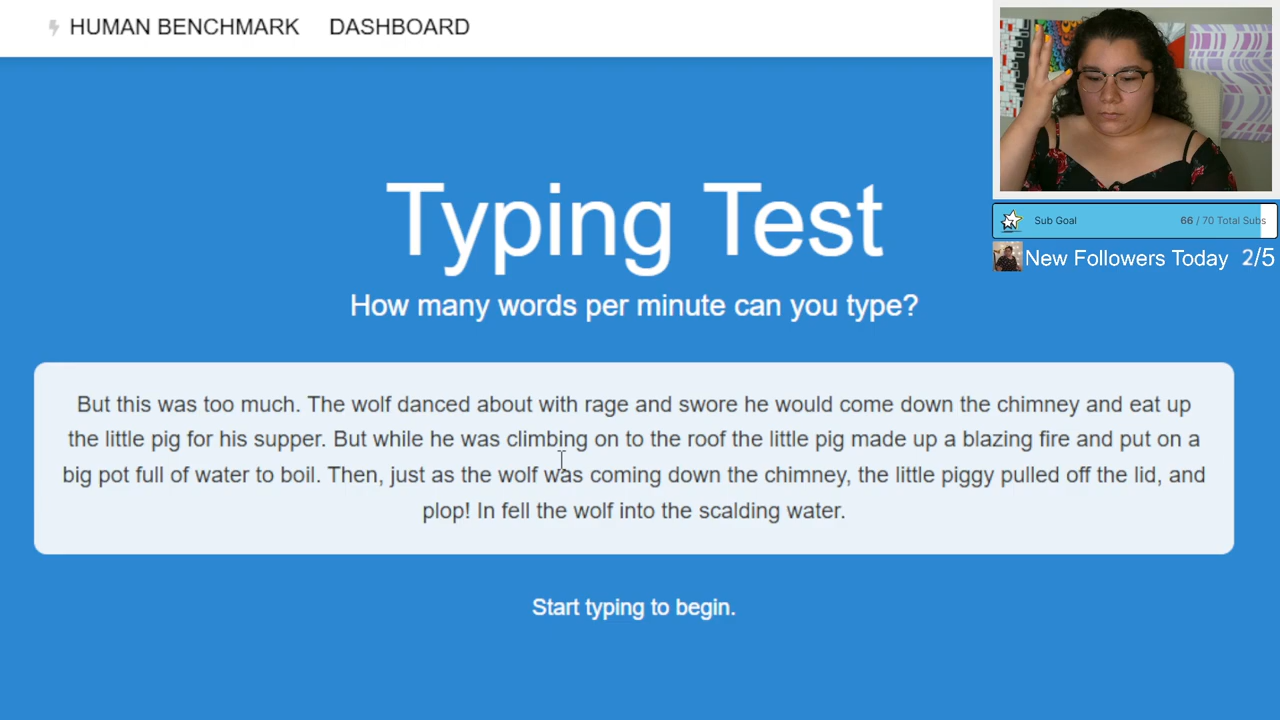 HUMAN BENCHMARK DASHBOARD
Typing Test
How many words per minute can you type?
But this was too much. The wolf danced about with rage and swore he would come down the chimney and eat up
the little pig for his supper. But while he was climbing on to the roof the little pig made up a blazing fire and put on a
big pot full of water to boil. Then, just as the wolf was coming down the chimney, the little piggy pulled off the lid, and
plop! In fell the wolf into the scalding water.
Start typing to begin.
Sub Goal 66 / 70 Total Subs
New Followers Today 2/5